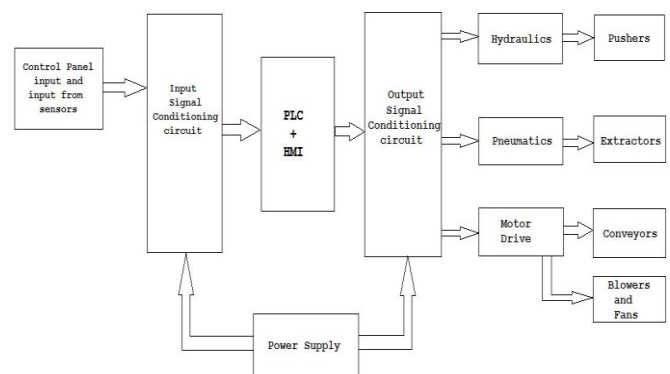 Control Panel
input and
input from
sensors
Input
Signal
Conditioning
circuit
PLC
+
HMI
Output
Signal
Conditioning
circuit
Hydraulics
Pushers
Pneumatics
Extractors
Motor
Drive
Conveyors
Blowers
and
Fans
Power Supply